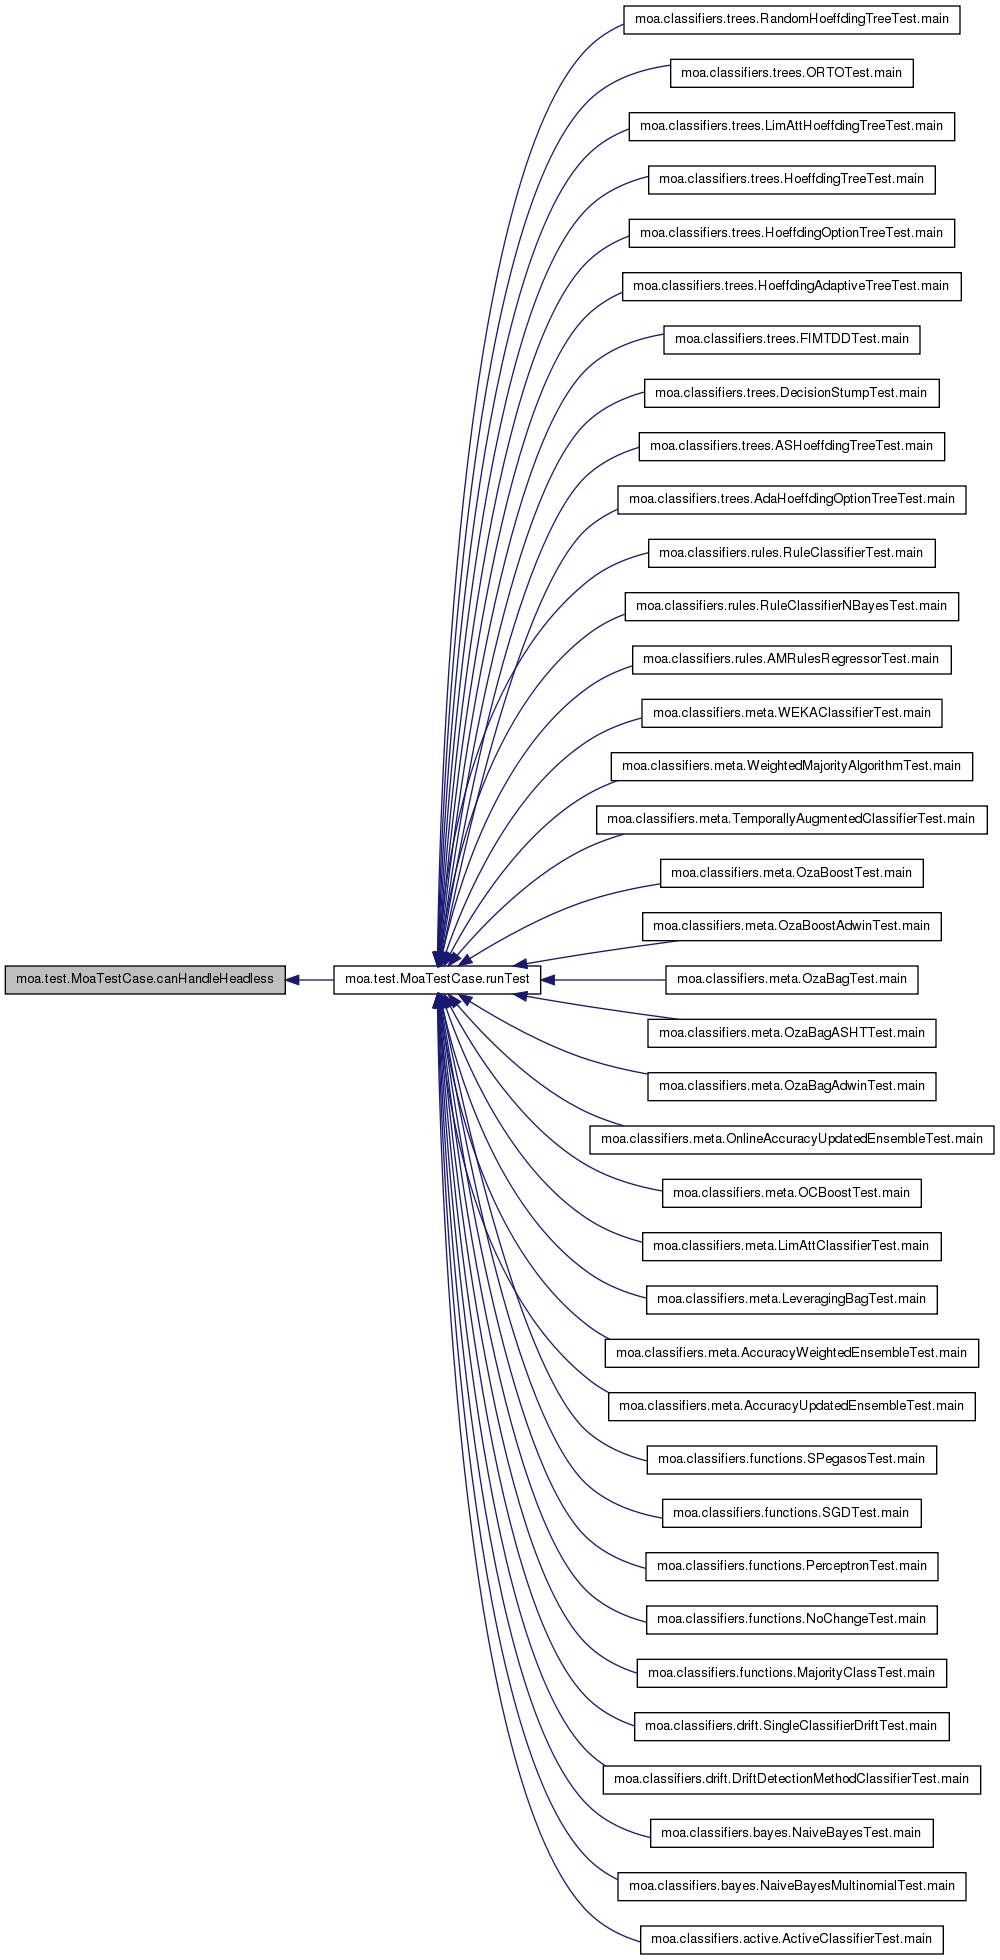 moa.classifiers.trees.RandomHoeffdingTreeTest.main
moa.classifiers.trees.ORTOTest.main
moa.classifiers.trees.LimAttHoeffdingTreeTest.main
moa.classifiers.trees.HoeffdingTreeTest.main
moa.classifiers.trees.HoeffdingOptionTreeTest.main
moa.classifiers.trees.HoeffdingAdaptiveTreeTest.main
moa.classifiers.trees.FIMTDDTest.main
moa.classifiers.trees.DecisionStumpTest.main
moa.classifiers.trees.ASHoeffdingTreeTest.main
moa.classifiers.trees.AdaHoeffdingOptionTreeTest.main
moa.classifiers.rules.RuleClassifierTest.main
moa.classifiers.rules.RuleClassifierNBayesTest.main
moa.classifiers.rules.AMRulesRegressorTest.main
moa.classifiers.meta.WEKAClassifierTest.main
moa.classifiers.meta.WeightedMajorityAlgorithmTest.main
moa.classifiers.meta.TemporallyAugmentedClassifierTest.main
moa.classifiers.meta.OzaBoostTest.main
moa.classifiers.meta.OzaBoostAdwinTest.main
moa.test.MoaTestCase.canHandleHeadless
moa.test.MoaTestCase.runTest
moa.classifiers.meta.OzaBagTest.main
moa.classifiers.meta.OzaBagASHTTest.main
moa.classifiers.meta.OzaBagAdwinTest.main
moa.classifiers.meta.OnlineAccuracyUpdatedEnsembleTest.main
moa.classifiers.meta.OCBoostTest.main
moa.classifiers.meta.LimAttClassifierTest.main
moa.classifiers.meta.LeveragingBagTest.main
moa.classifiers.meta.AccuracyWeightedEnsembleTest.main
moa.classifiers.meta.AccuracyUpdatedEnsembleTest.main
moa.classifiers.functions.SPegasosTest.main
moa.classifiers.functions.SGDTest.main
moa.classifiers.functions.PerceptronTest.main
moa.classifiers.functions.NoChangeTest.main
moa.classifiers.functions.MajorityClassTest.main
moa.classifiers.drift.SingleClassifierDriftTest.main
moa.classifiers.drift.DriftDetectionMethodClassifierTest.main
moa.classifiers.bayes.NaiveBayesTest.main
moa.classifiers.bayes.NaiveBayesMultinomialTest.main
moa.classifiers.active.ActiveClassifierTest.main